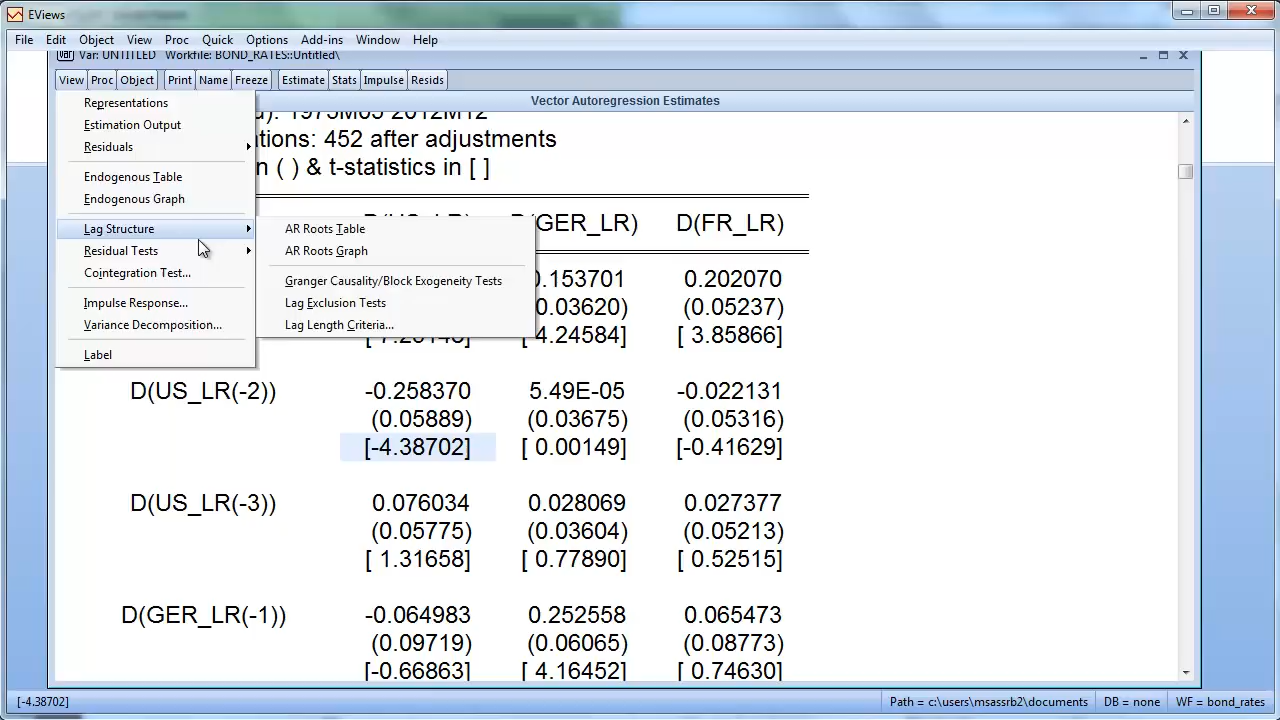 EViews
File Edit Object View Proc Quick Options Add-ins Window Help
Var: UNTITLED Workfile: BOND_RATES::Untitled\
View Proc Object Print Name Freeze Estimate Stats Impulse Resids
Vector Autoregression Estimates
Representations
Estimation Output
Residuals
Endogenous Table
Endogenous Graph
Lag Structure
Residual Tests
Cointegration Test...
Impulse Response...
Variance Decomposition...
Label
AR Roots Table
AR Roots Graph
Granger Causality/Block Exogeneity Tests
Lag Exclusion Tests
Lag Length Criteria...
1973M05 2012M12
452 after adjustments
( ) & t-statistics in [ ]
D(FR_LR)
0.202070
(0.05237)
4.24584] [ 3.85866]
D(US_LR(-2)) -0.258370 5.49E-05 -0.022131
(0.05889) (0.03675) (0.05316)
[-4.38702] [ 0.00149] [-0.41629]
D(US_LR(-3)) 0.076034 0.028069 0.027377
(0.05775) (0.03604) (0.05213)
[ 1.31658] [ 0.77890] [ 0.52515]
D(GER_LR(-1)) -0.064983 0.252558 0.065473
(0.09719) (0.06065) (0.08773)
[-0.66863] [ 4.16452] [ 0.74630]
[-4.38702] Path = c:\users\msassrb2\documents DB = none WF = bond_rates